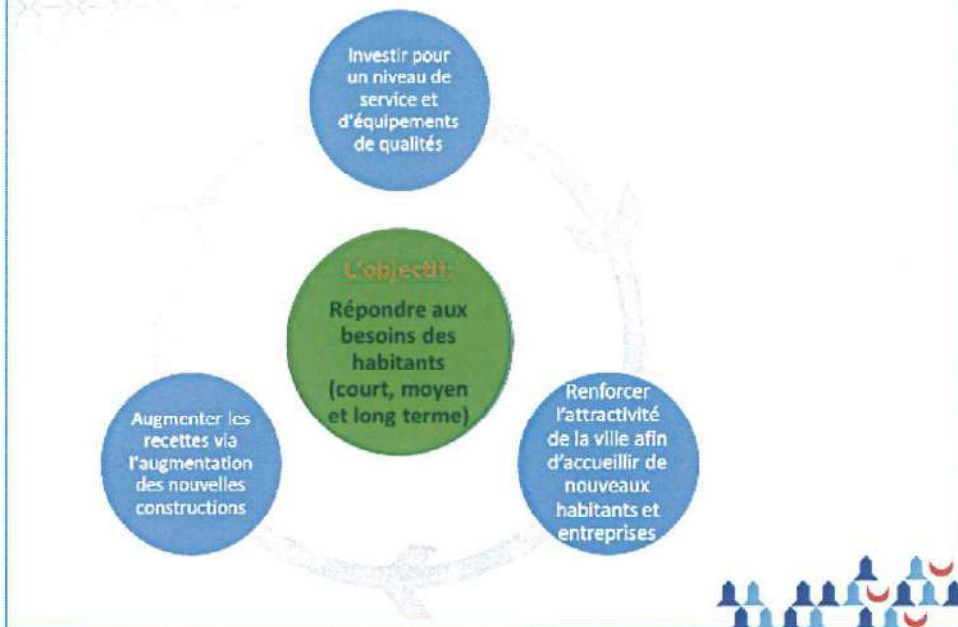 Investir pour
un niveau de
service et
d'équipements
de qualités
L'objectif:
Répondre aux
besoins des
habitants
(court, moyen
et long terme)
Augmenter les
recettes via
l'augmentation
des nouvelles
constructions
Renforcer
l'attractivité
de la ville afin
d'accueillir de
nouveaux
habitants et
entreprises